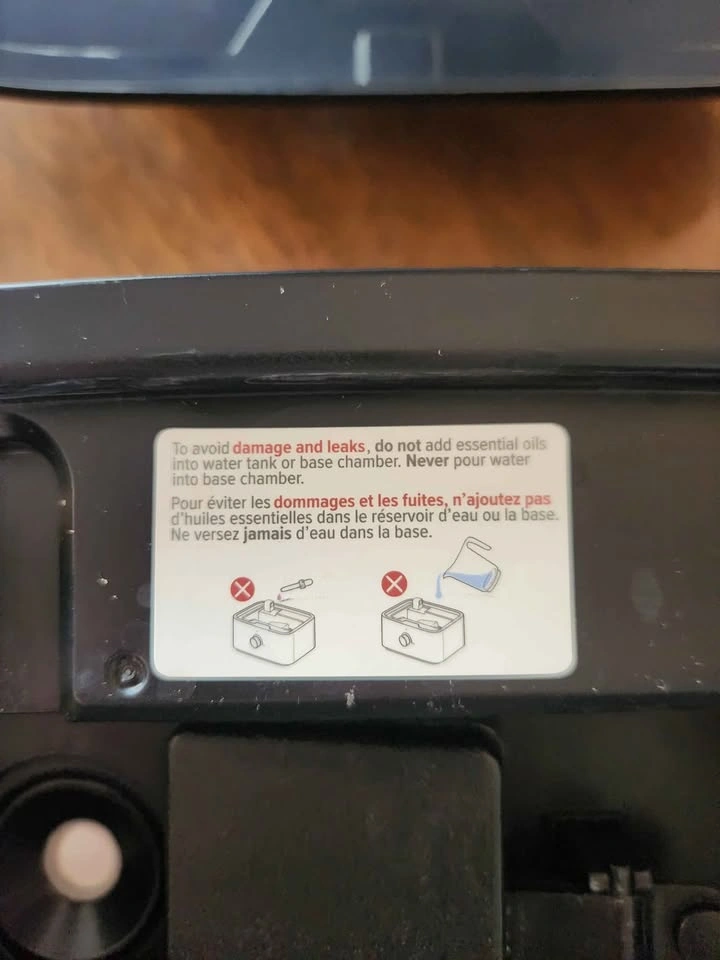 To avoid damage and leaks, do not add essential oils
into water tank or base chamber. Never pour water
into base chamber.
Pour éviter les dommages et les fuites, n'ajoutez pas
d'huiles essentielles dans le réservoir d'eau ou la base.
Ne versez jamais d'eau dans la base.